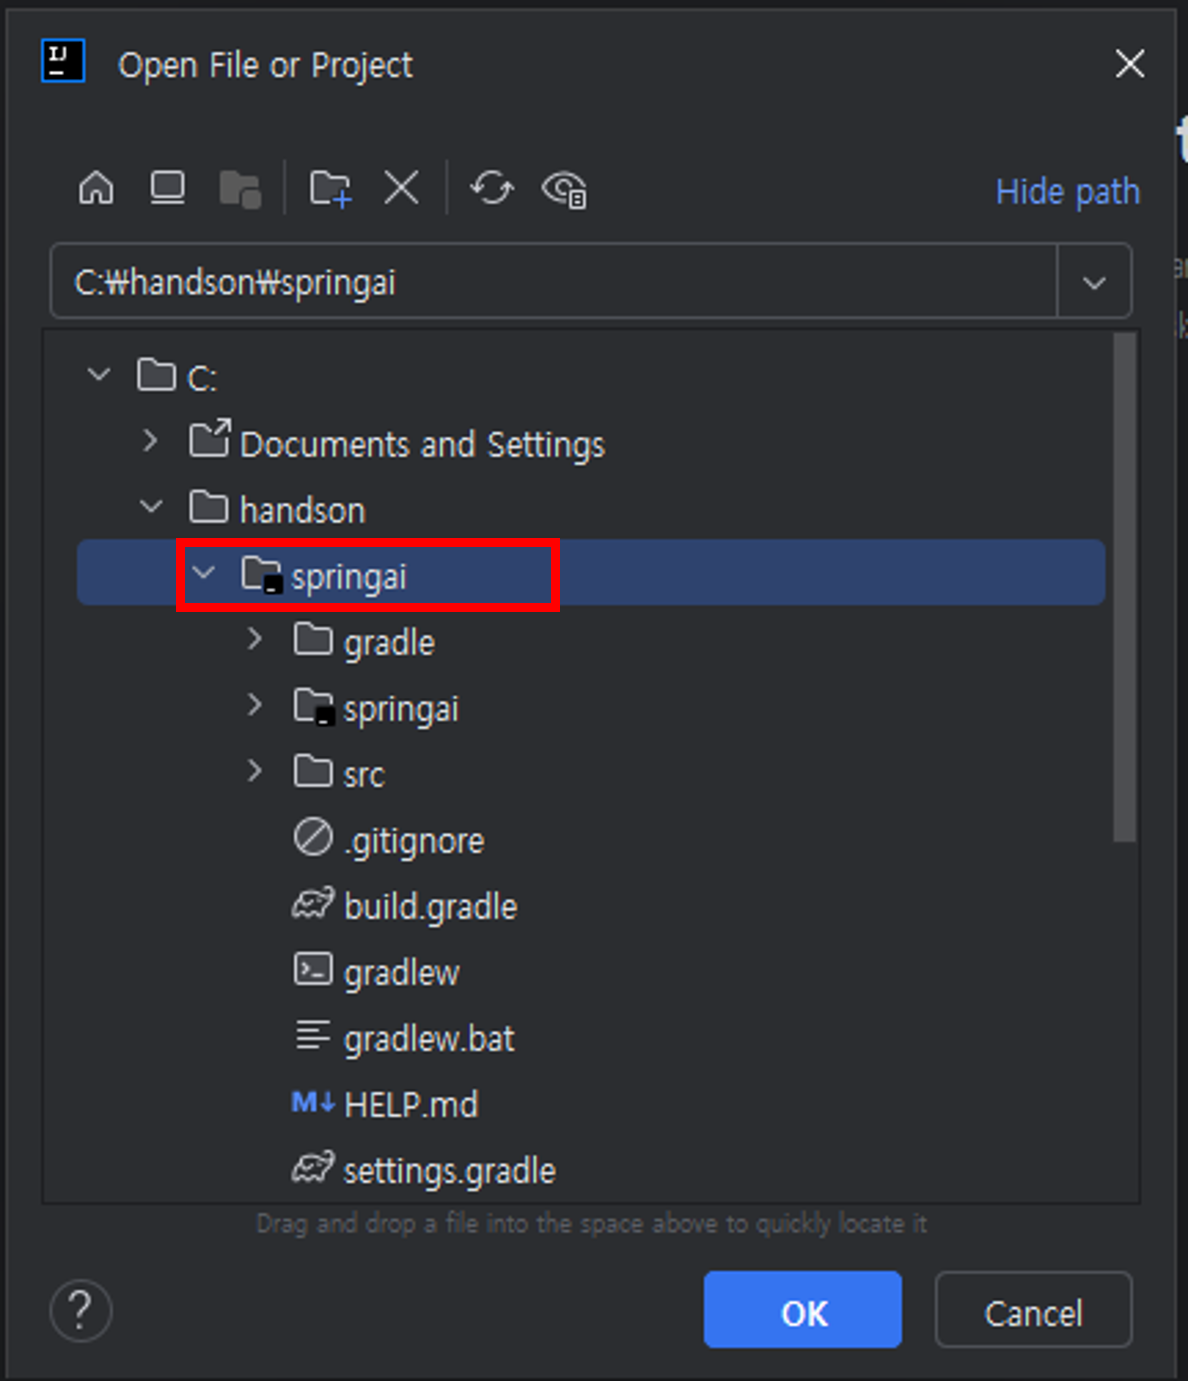 IJ
Open File or Project
Hide path
C:₩handson₩springai
C:
Documents and Settings
handson
springai
gradle
springai
src
.gitignore
build.gradle
gradlew
gradlew.bat
M↓ HELP.md
settings.gradle
Drag and drop a file into the space above to quickly locate it
?
OK
Cancel